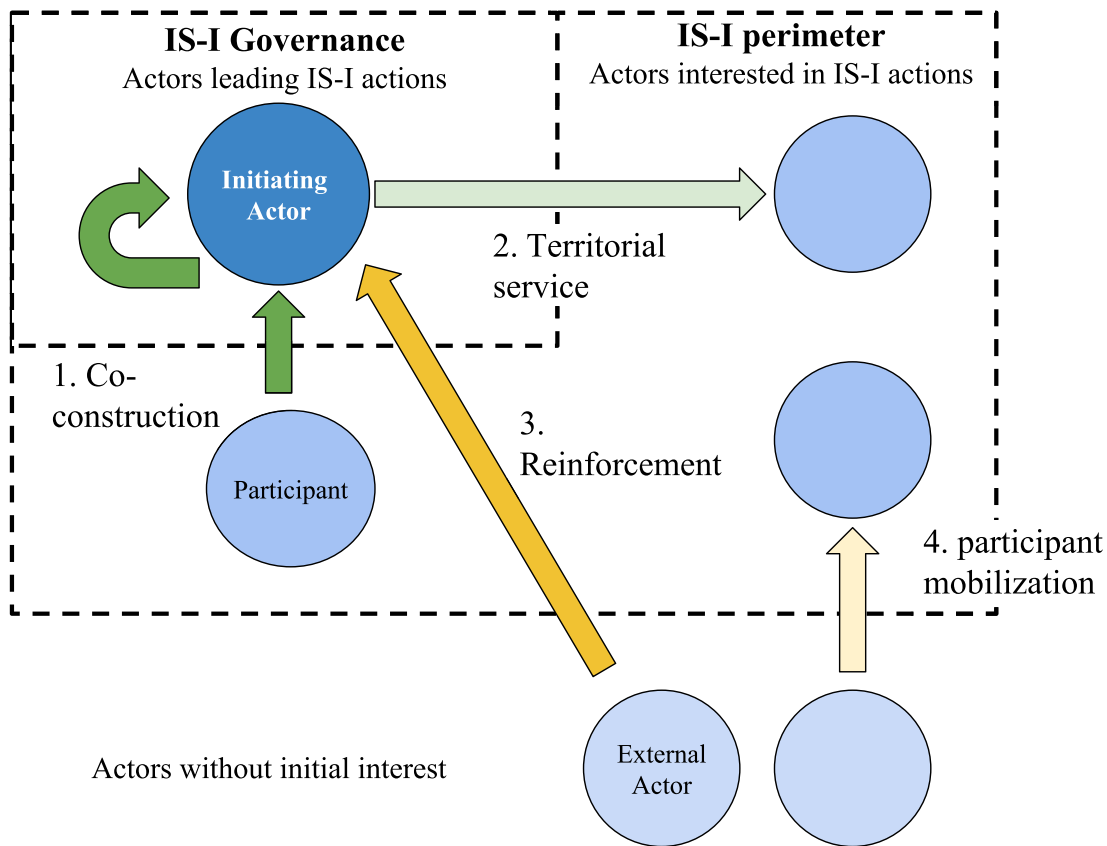 IS-I Governance
Actors leading IS-I actions
IS-I perimeter
Actors interested in IS-I actions
Initiating
Actor
2. Territorial
service
1. Co-
construction
3.
Reinforcement
Participant
4. participant
mobilization
External
Actor
Actors without initial interest